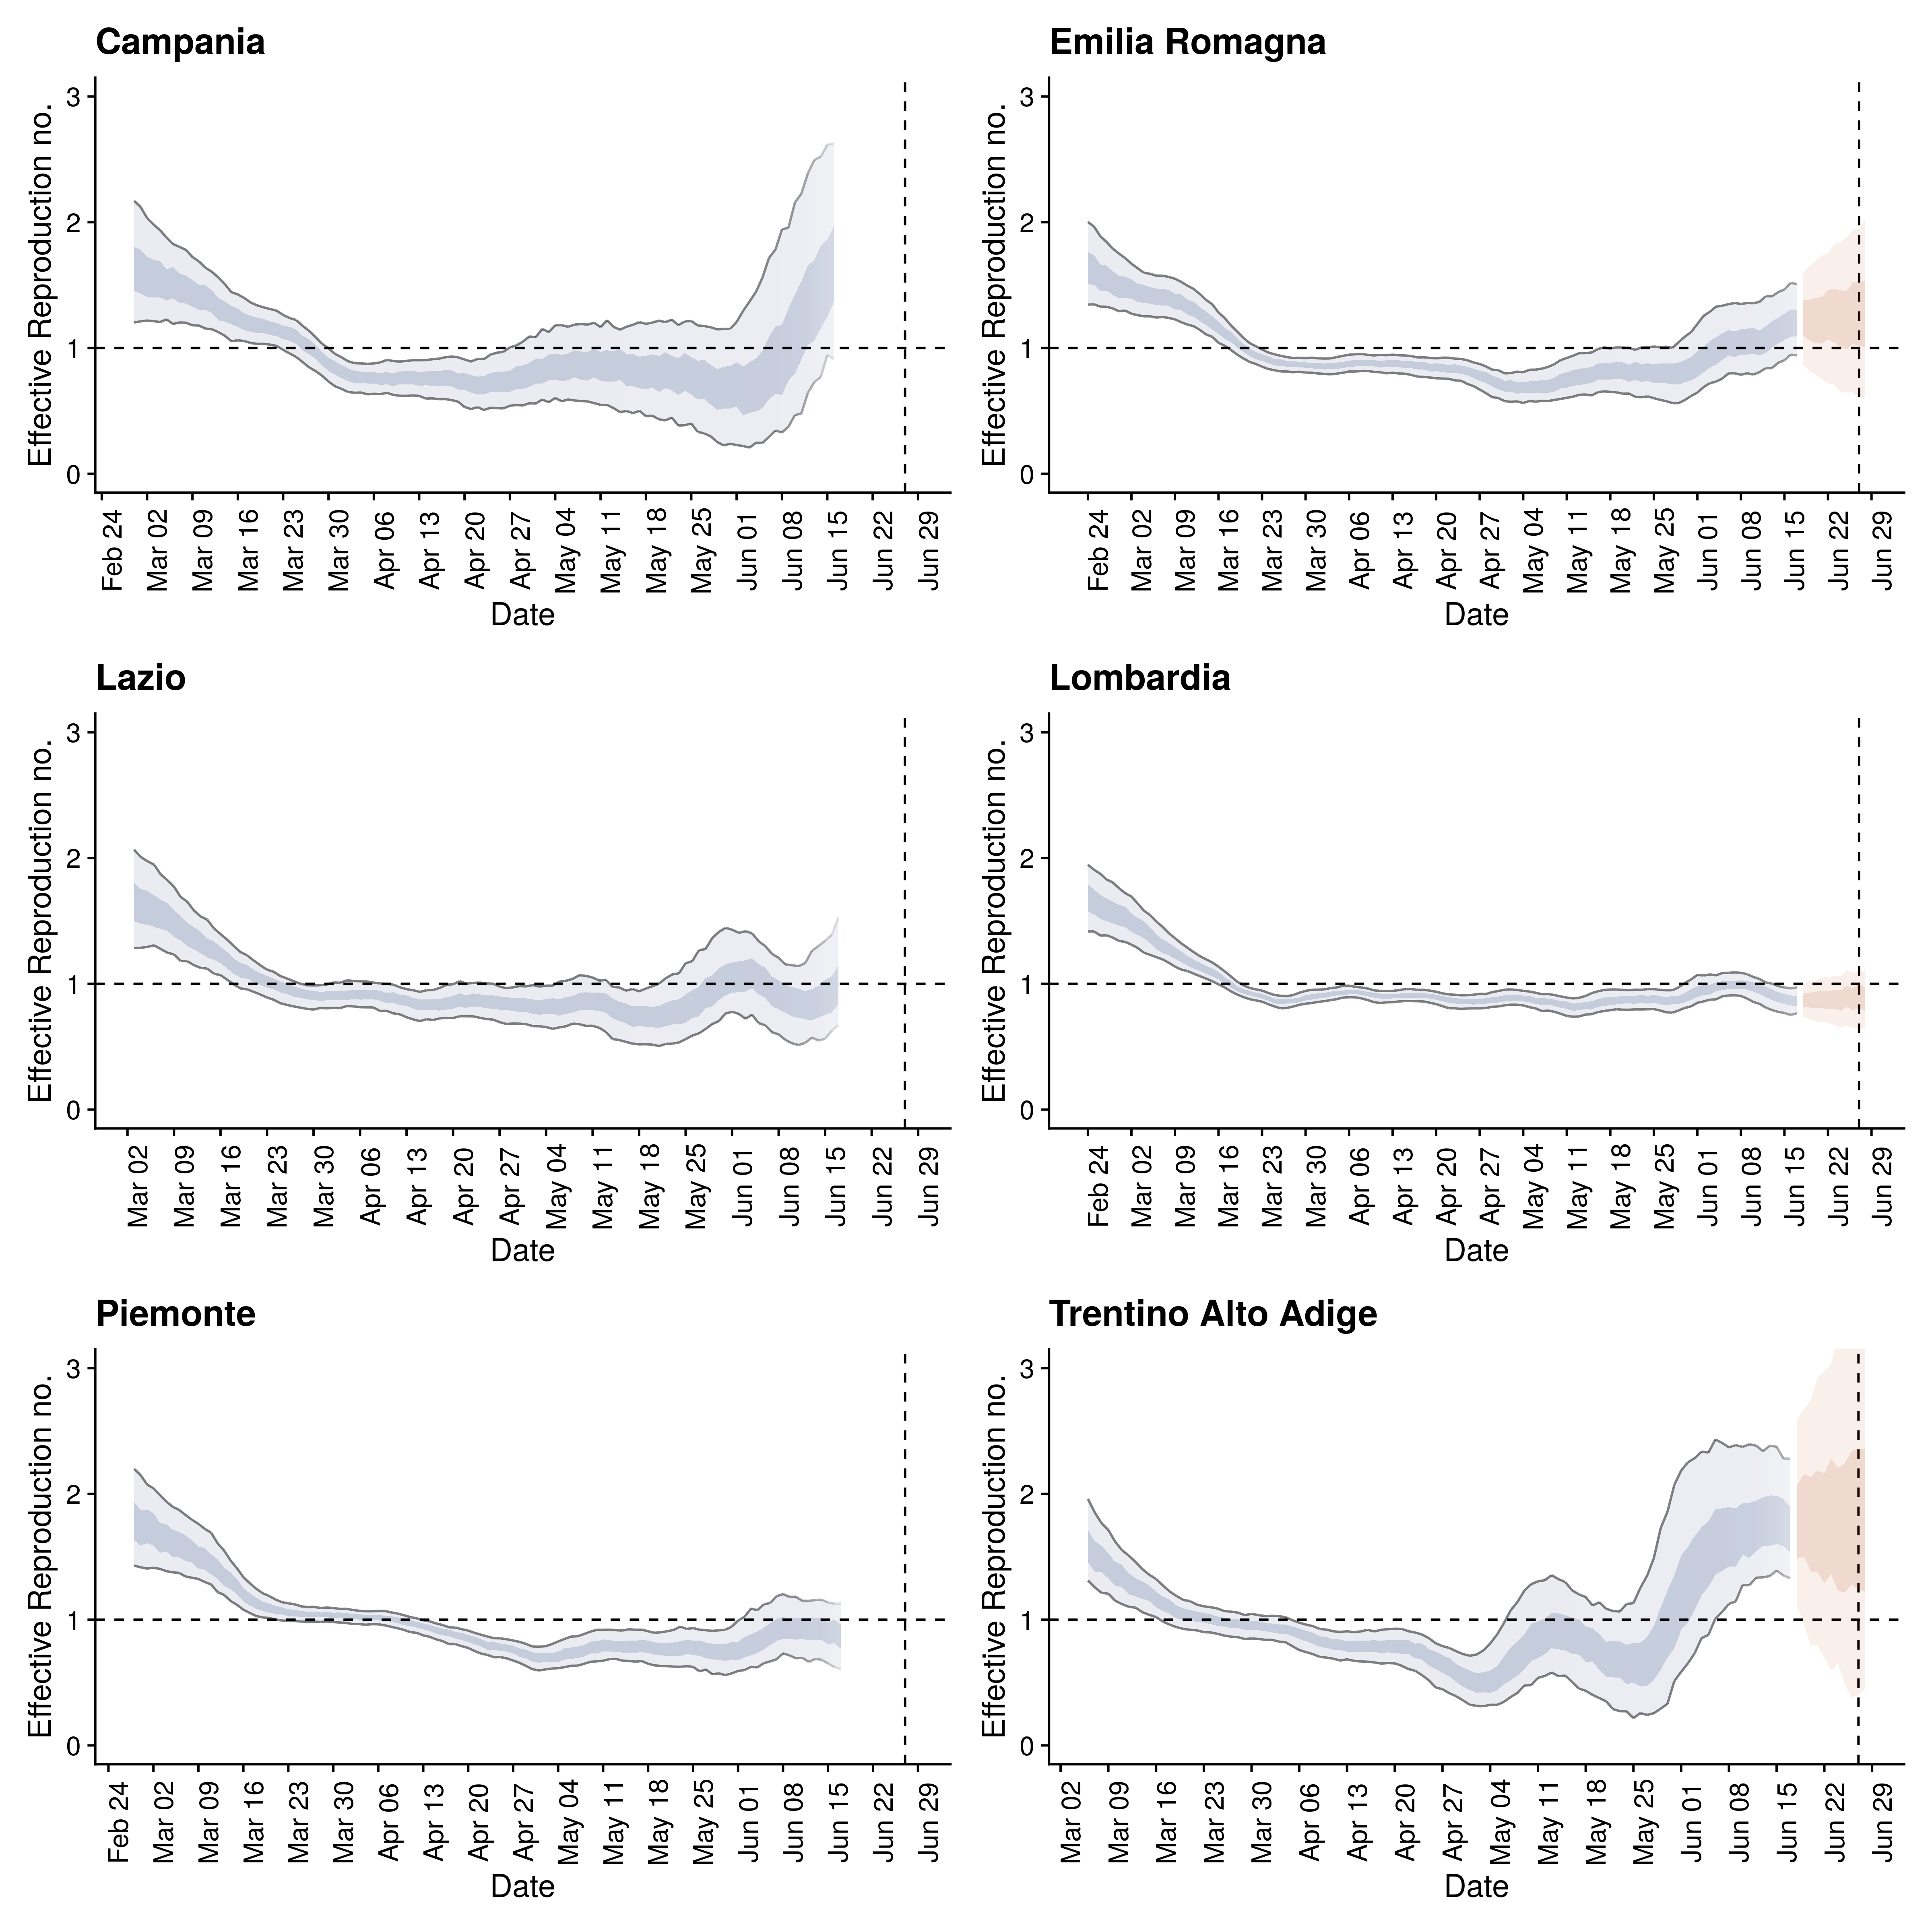 Campania
Effective Reproduction no.
3
2
1
0
Feb 24 Mar 02 Mar 09 Mar 16 Mar 23 Mar 30 Apr 06 Apr 13 Apr 20 Apr 27 May 04 May 11 May 18 May 25 Jun 01 Jun 08 Jun 15 Jun 22 Jun 29
Date
Emilia Romagna
Effective Reproduction no.
3
2
1
0
Feb 24 Mar 02 Mar 09 Mar 16 Mar 23 Mar 30 Apr 06 Apr 13 Apr 20 Apr 27 May 04 May 11 May 18 May 25 Jun 01 Jun 08 Jun 15 Jun 22 Jun 29
Date
Lazio
Effective Reproduction no.
3
2
1
0
Mar 02 Mar 09 Mar 16 Mar 23 Mar 30 Apr 06 Apr 13 Apr 20 Apr 27 May 04 May 11 May 18 May 25 Jun 01 Jun 08 Jun 15 Jun 22 Jun 29
Date
Lombardia
Effective Reproduction no.
3
2
1
0
Feb 24 Mar 02 Mar 09 Mar 16 Mar 23 Mar 30 Apr 06 Apr 13 Apr 20 Apr 27 May 04 May 11 May 18 May 25 Jun 01 Jun 08 Jun 15 Jun 22 Jun 29
Date
Piemonte
Effective Reproduction no.
3
2
1
0
Feb 24 Mar 02 Mar 09 Mar 16 Mar 23 Mar 30 Apr 06 Apr 13 Apr 20 Apr 27 May 04 May 11 May 18 May 25 Jun 01 Jun 08 Jun 15 Jun 22 Jun 29
Date
Trentino Alto Adige
Effective Reproduction no.
3
2
1
0
Mar 02 Mar 09 Mar 16 Mar 23 Mar 30 Apr 06 Apr 13 Apr 20 Apr 27 May 04 May 11 May 18 May 25 Jun 01 Jun 08 Jun 15 Jun 22 Jun 29
Date